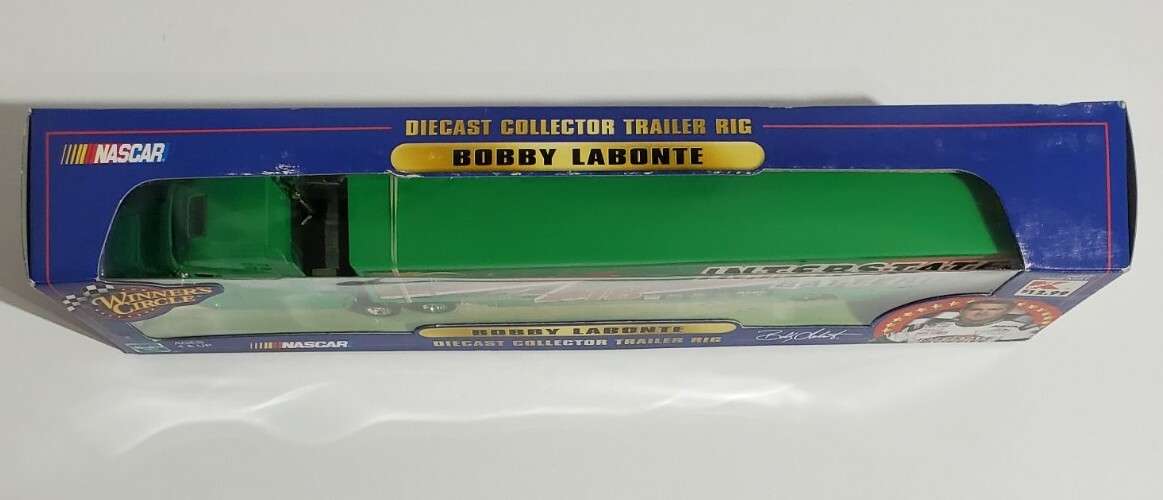 DIECAST COLLECTOR TRAILER RIG
NASCAR
BOBBY LABONTE
INTERSTATE
WINNER'S CIRCLE
BOBBY LABONTE
NASCAR
DIECAST COLLECTOR TRAILER RIG